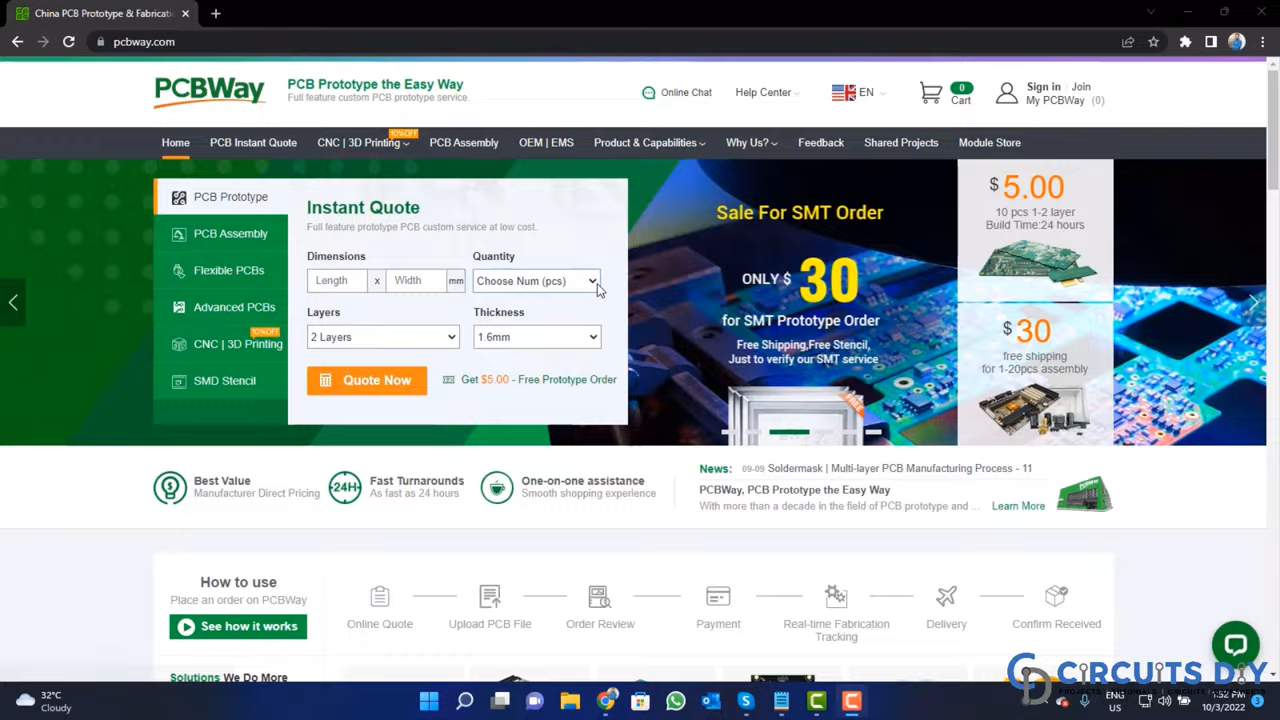 China PCB Prototype & Fabricati
pcbway.com
PCBWay
PCB Prototype the Easy Way
Full feature custom PCB prototype service.
Online Chat
Help Center
EN
0
Cart
Sign in
Join
My PCBWay (0)
Home
PCB Instant Quote
CNC | 3D Printing
10%OFF
PCB Assembly
OEM | EMS
Product & Capabilities
Why Us?
Feedback
Shared Projects
Module Store
PCB Prototype
PCB Assembly
Flexible PCBs
Advanced PCBs
10%OFF
CNC | 3D Printing
SMD Stencil
Instant Quote
Full feature prototype PCB custom service at low cost.
Dimensions
Quantity
Length
x
Width
mm
Choose Num (pcs)
Layers
Thickness
2 Layers
1.6mm
Quote Now
Get $5.00 - Free Prototype Order
Sale For SMT Order
ONLY $ 30
for SMT Prototype Order
Free Shipping,Free Stencil,
Just to verify our SMT service
$ 5.00
10 pcs 1-2 layer
Build Time:24 hours
$ 30
free shipping
for 1-20pcs assembly
Best Value
Manufacturer Direct Pricing
24H
Fast Turnarounds
As fast as 24 hours
One-on-one assistance
Smooth shopping experience
News: 09-09 Soldermask | Multi-layer PCB Manufacturing Process - 11
PCBWay, PCB Prototype the Easy Way
With more than a decade in the field of PCB prototype and ...
Learn More
PCBWAY
How to use
Place an order on PCBWay
See how it works
Online Quote
Upload PCB File
Order Review
Payment
Real-time Fabrication
Tracking
Delivery
Confirm Received
Solutions We Do More
CIRCUITS DIY
32°C
Cloudy
ENG
US
10/3/2022
3